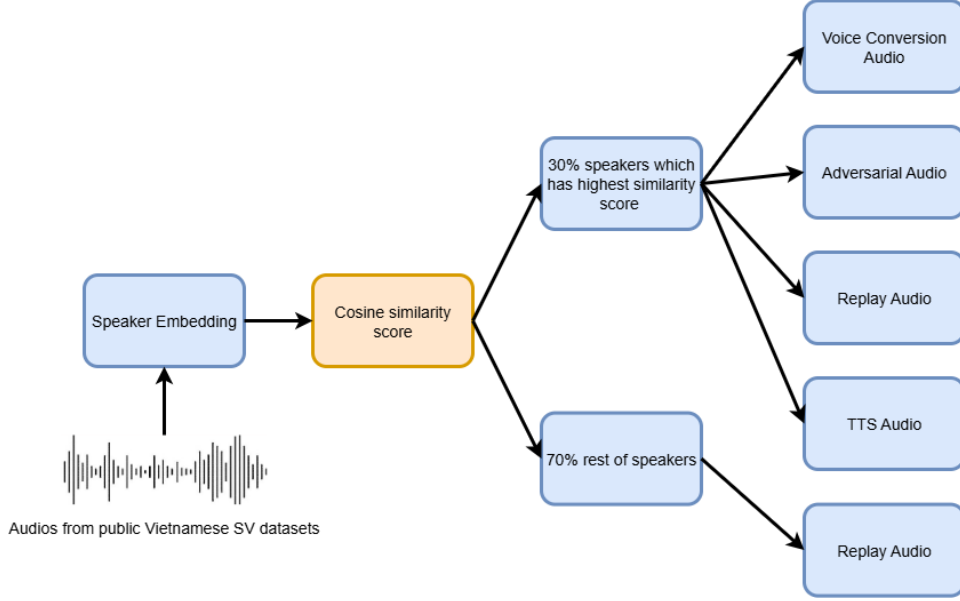 Voice Conversion
Audio
30% speakers which
has highest similarity
score
Adversarial Audio
Replay Audio
Speaker Embedding
Cosine similarity
score
TTS Audio
70% rest of speakers
Audios from public Vietnamese SV datasets
Replay Audio